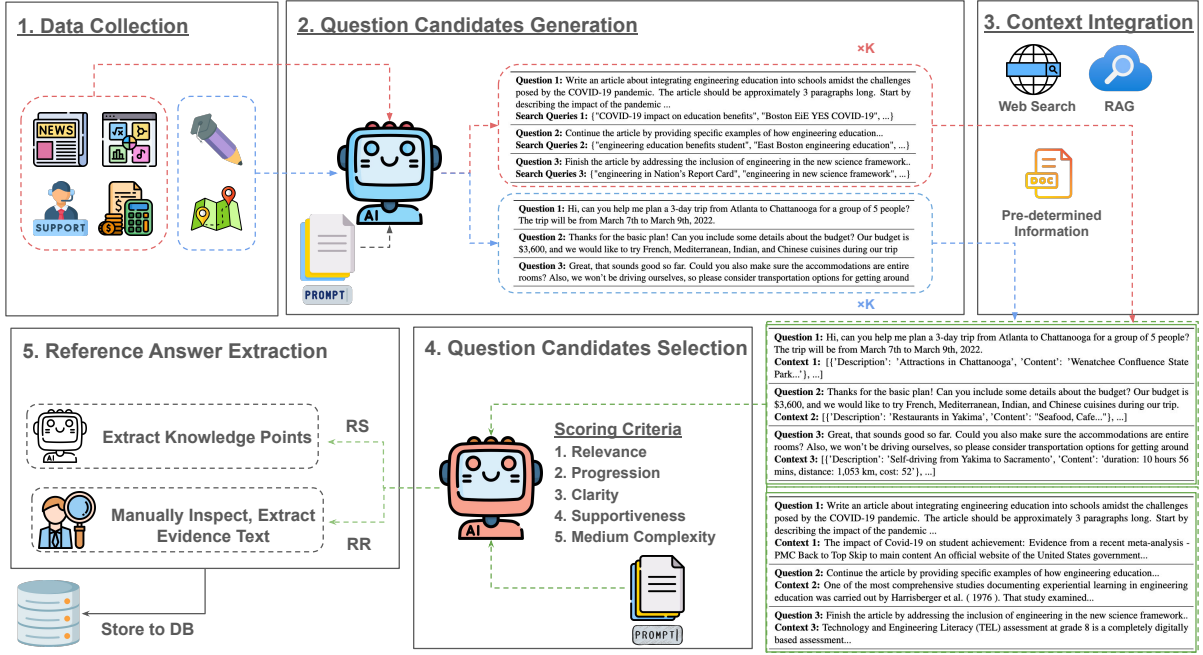 1. Data Collection
NEWS
SUPPORT
2. Question Candidates Generation
×K
AI
PROMPT
Question 1: Write an article about integrating engineering education into schools amidst the challenges
posed by the COVID-19 pandemic. The article should be approximately 3 paragraphs long. Start by
describing the impact of the pandemic ...
Search Queries 1: {"COVID-19 impact on education benefits", "Boston EiE YES COVID-19", ...}
Question 2: Continue the article by providing specific examples of how engineering education...
Search Queries 2: {"engineering education benefits student", "East Boston engineering education", ...}
Question 3: Finish the article by addressing the inclusion of engineering in the new science framework..
Search Queries 3: {"engineering in Nation's Report Card", "engineering in new science framework", ...}
Question 1: Hi, can you help me plan a 3-day trip from Atlanta to Chattanooga for a group of 5 people?
The trip will be from March 7th to March 9th, 2022.
Question 2: Thanks for the basic plan! Can you include some details about the budget? Our budget is
$3,600, and we would like to try French, Mediterranean, Indian, and Chinese cuisines during our trip
Question 3: Great, that sounds good so far. Could you also make sure the accommodations are entire
rooms? Also, we won't be driving ourselves, so please consider transportation options for getting around
×K
3. Context Integration
Web Search
RAG
DOC
Pre-determined
Information
Question 1: Hi, can you help me plan a 3-day trip from Atlanta to Chattanooga for a group of 5 people?
The trip will be from March 7th to March 9th, 2022.
Context 1: [{'Description': 'Attractions in Chattanooga', 'Content': 'Wenatchee Confluence State
Park...'}, ...]
Question 2: Thanks for the basic plan! Can you include some details about the budget? Our budget is
$3,600, and we would like to try French, Mediterranean, Indian, and Chinese cuisines during our trip.
Context 2: [{'Description': 'Restaurants in Yakima', 'Content': "Seafood, Cafe..."}, ...]
Question 3: Great, that sounds good so far. Could you also make sure the accommodations are entire
rooms? Also, we won't be driving ourselves, so please consider transportation options for getting around
Context 3: [{'Description': 'Self-driving from Yakima to Sacramento', 'Content': 'duration: 10 hours 56
mins, distance: 1,053 km, cost: 52'}, ...]
Question 1: Write an article about integrating engineering education into schools amidst the challenges
posed by the COVID-19 pandemic. The article should be approximately 3 paragraphs long. Start by
describing the impact of the pandemic ...
Context 1: The impact of Covid-19 on student achievement: Evidence from a recent meta-analysis -
PMC Back to Top Skip to main content An official website of the United States government...
Question 2: Continue the article by providing specific examples of how engineering education...
Context 2: One of the most comprehensive studies documenting experiential learning in engineering
education was carried out by Harrisberger et al. ( 1976 ). That study examined...
Question 3: Finish the article by addressing the inclusion of engineering in the new science framework..
Context 3: Technology and Engineering Literacy (TEL) assessment at grade 8 is a completely digitally
based assessment...
4. Question Candidates Selection
AI
Scoring Criteria
1. Relevance
2. Progression
3. Clarity
4. Supportiveness
5. Medium Complexity
PROMPT
5. Reference Answer Extraction
AI
Extract Knowledge Points
RS
Manually Inspect, Extract
Evidence Text
RR
Store to DB